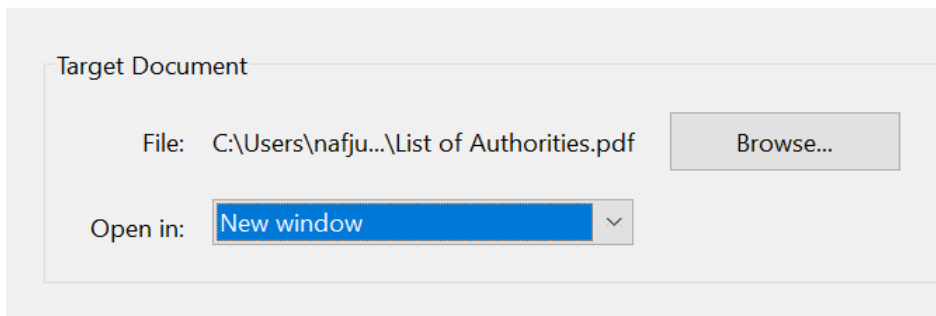 Target Document
File: C:\Users\nafju...\List of Authorities.pdf Browse...
Open in: New window